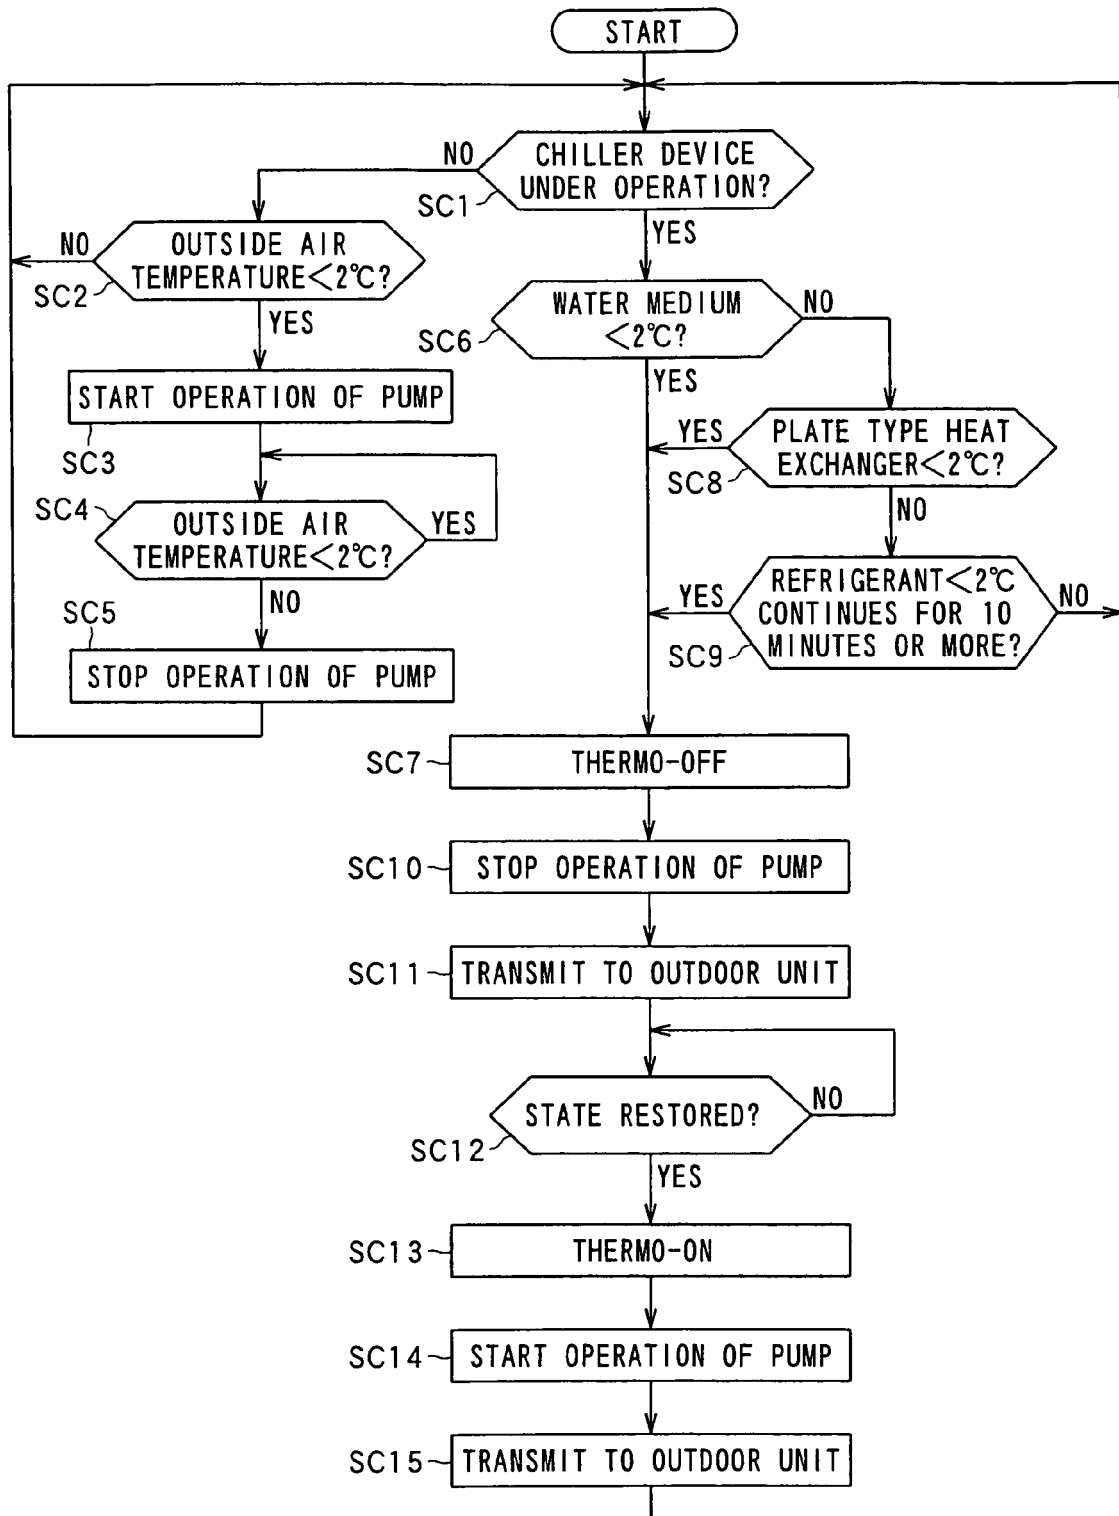 START
CHILLER DEVICE
UNDER OPERATION?
NO
SC1
YES
OUTSIDE AIR
TEMPERATURE<2℃?
NO
SC2
YES
WATER MEDIUM
<2℃?
NO
SC6
YES
START OPERATION OF PUMP
SC3
PLATE TYPE HEAT
EXCHANGER<2℃?
YES
SC8
NO
SC4
OUTSIDE AIR
TEMPERATURE<2℃?
YES
NO
REFRIGERANT<2℃
CONTINUES FOR 10
MINUTES OR MORE?
YES
NO
SC9
SC5
STOP OPERATION OF PUMP
SC7
THERMO-OFF
SC10
STOP OPERATION OF PUMP
SC11
TRANSMIT TO OUTDOOR UNIT
STATE RESTORED?
NO
SC12
YES
SC13
THERMO-ON
SC14
START OPERATION OF PUMP
SC15
TRANSMIT TO OUTDOOR UNIT